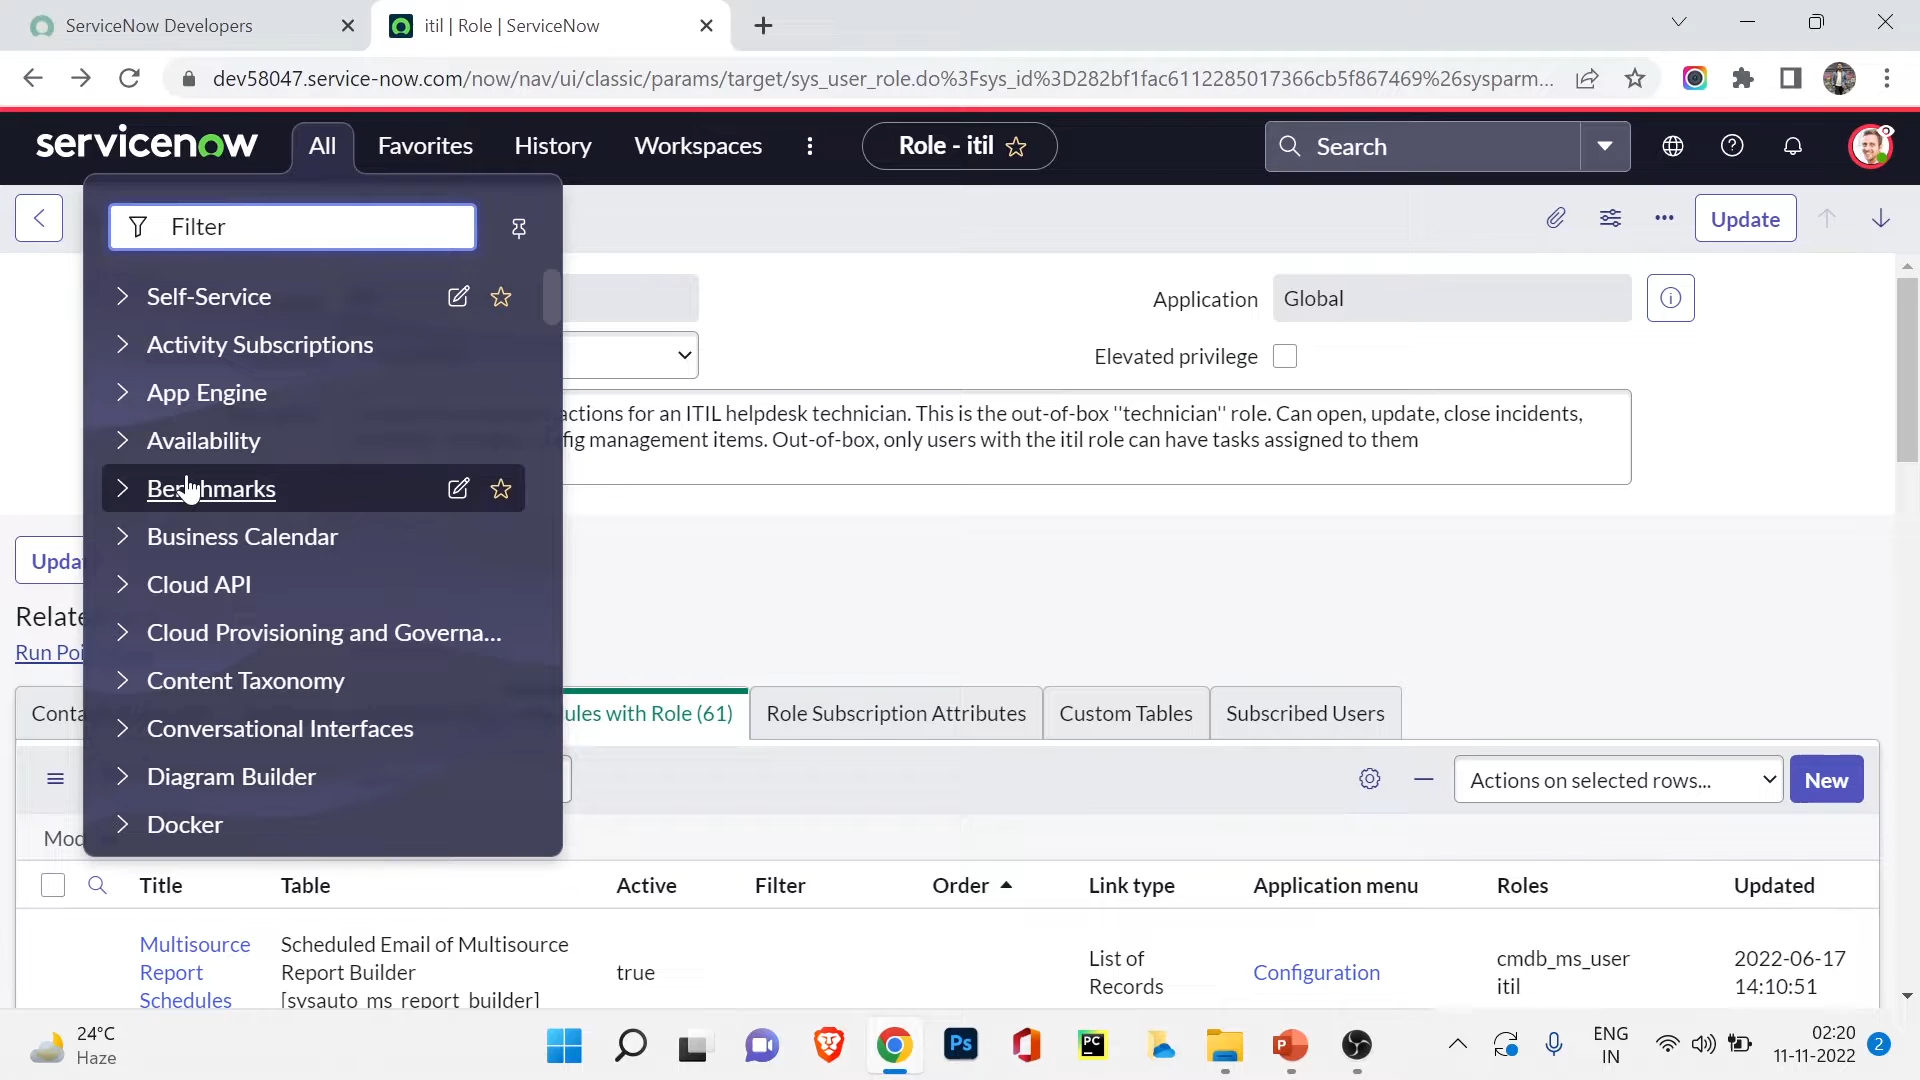 ServiceNow Developers
itil | Role | ServiceNow
dev58047.service-now.com/now/nav/ui/classic/params/target/sys_user_role.do%3Fsys_id%3D282bf1fac6112285017366cb5f867469%26sysparm...
servicenow
All
Favorites
History
Workspaces
Role - itil
Search
Filter
Update
Self-Service
Application
Global
Activity Subscriptions
Elevated privilege
App Engine
actions for an ITIL helpdesk technician. This is the out-of-box "technician" role. Can open, update, close incidents,
fig management items. Out-of-box, only users with the itil role can have tasks assigned to them
Availability
Benchmarks
Business Calendar
Upda
Cloud API
Relate
Cloud Provisioning and Governa...
Run Poi
Content Taxonomy
Conta
Conversational Interfaces
ules with Role (61)
Role Subscription Attributes
Custom Tables
Subscribed Users
Diagram Builder
Actions on selected rows...
New
Docker
Mod
Title
Table
Active
Filter
Order
Link type
Application menu
Roles
Updated
Multisource
Report
Schedules
Scheduled Email of Multisource
Report Builder
[sysauto_ms_report_builder]
true
List of
Records
Configuration
cmdb_ms_user
itil
2022-06-17
14:10:51
24°C
Haze
Ps
PC
ENG
IN
02:20
11-11-2022
2